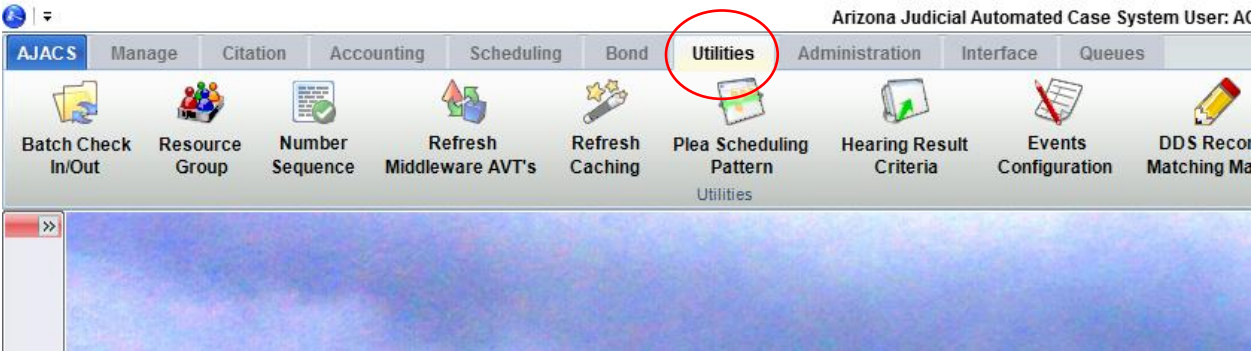 Arizona Judicial Automated Case System User: AC
AJACS Manage Citation Accounting Scheduling Bond Utilities Administration Interface Queues
Batch Check In/Out
Resource Group
Number Sequence
Refresh Middleware AVT's
Refresh Caching
Plea Scheduling Pattern
Hearing Result Criteria
Events Configuration
DDS Recor
Matching Ma
Utilities